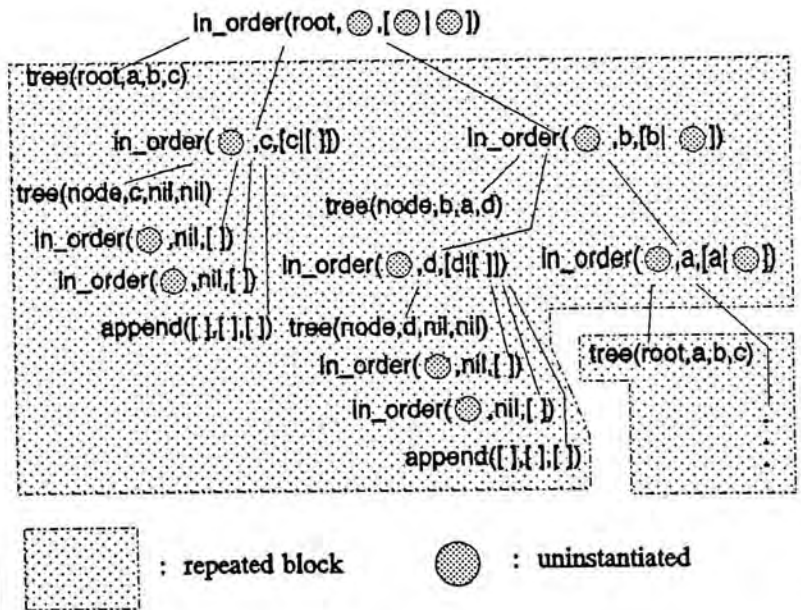 in_order(root, ,[ | ])
tree(root,a,b,c)
in_order( ,c,[c|[ ]])
in_order( ,b,[b| ])
tree(node,c,nil,nil)
tree(node,b,a,d)
in_order( ,nil,[ ])
in_order( ,d,[d|[ ]])
in_order( ,a,[a| ])
in_order( ,nil,[ ])
append([ ],[ ],[ ])
tree(node,d,nil,nil)
tree(root,a,b,c)
in_order( ,nil,[ ])
in_order( ,nil,[ ])
append([ ],[ ],[ ])
: repeated block
: uninstantiated